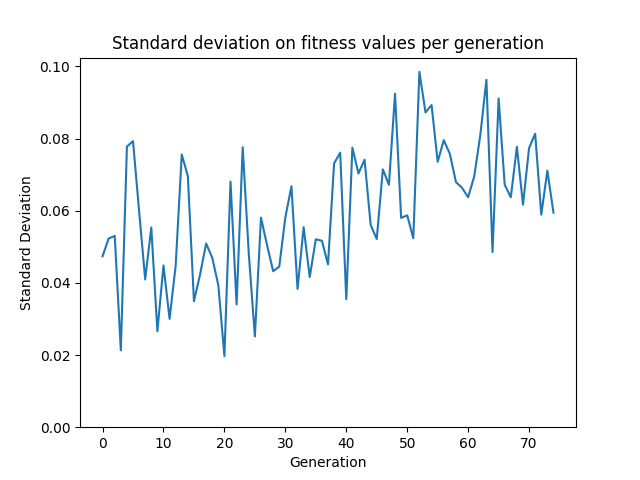 Standard deviation on fitness values per generation
0.10
0.08
0.06
0.04
0.02
0.00
Standard Deviation
0 10 20 30 40 50 60 70
Generation